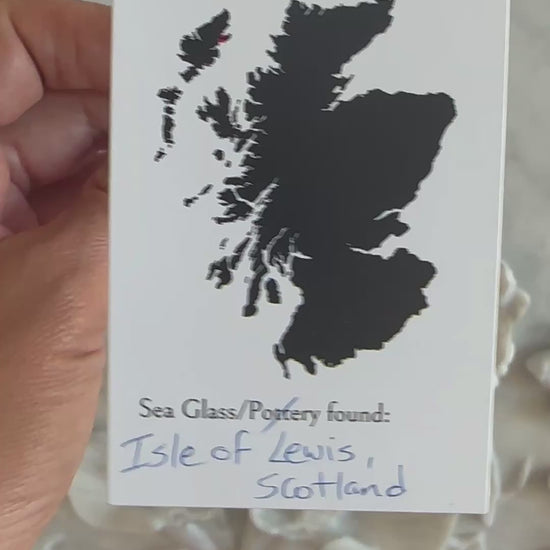 Sea Glass/Pottery found:
Isle of Lewis,
Scotland